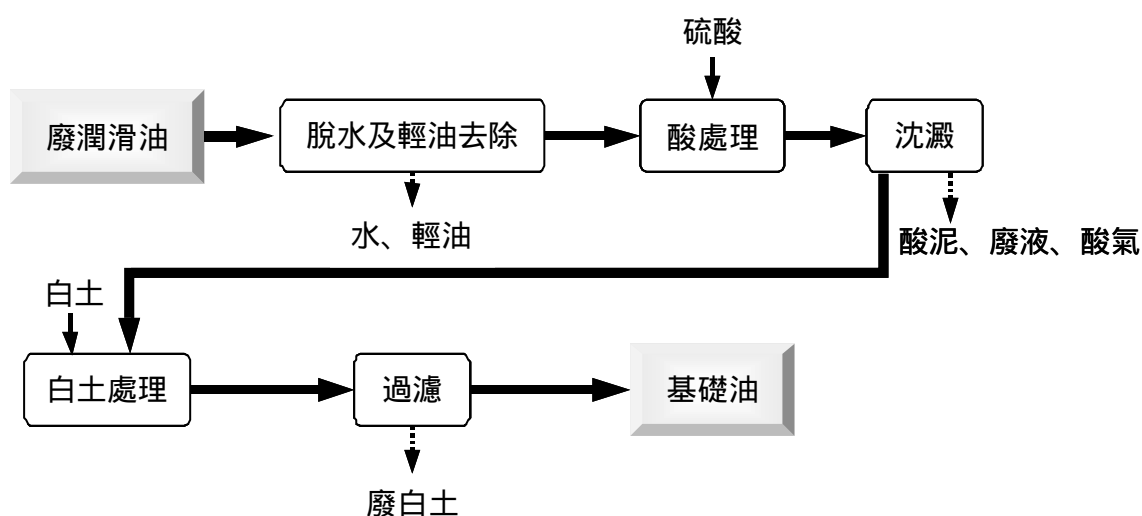 硫酸
廢潤滑油
脫水及輕油去除
酸處理
沈澱
水、輕油
酸泥、廢液、酸氣
白土
白土處理
過濾
基礎油
廢白土